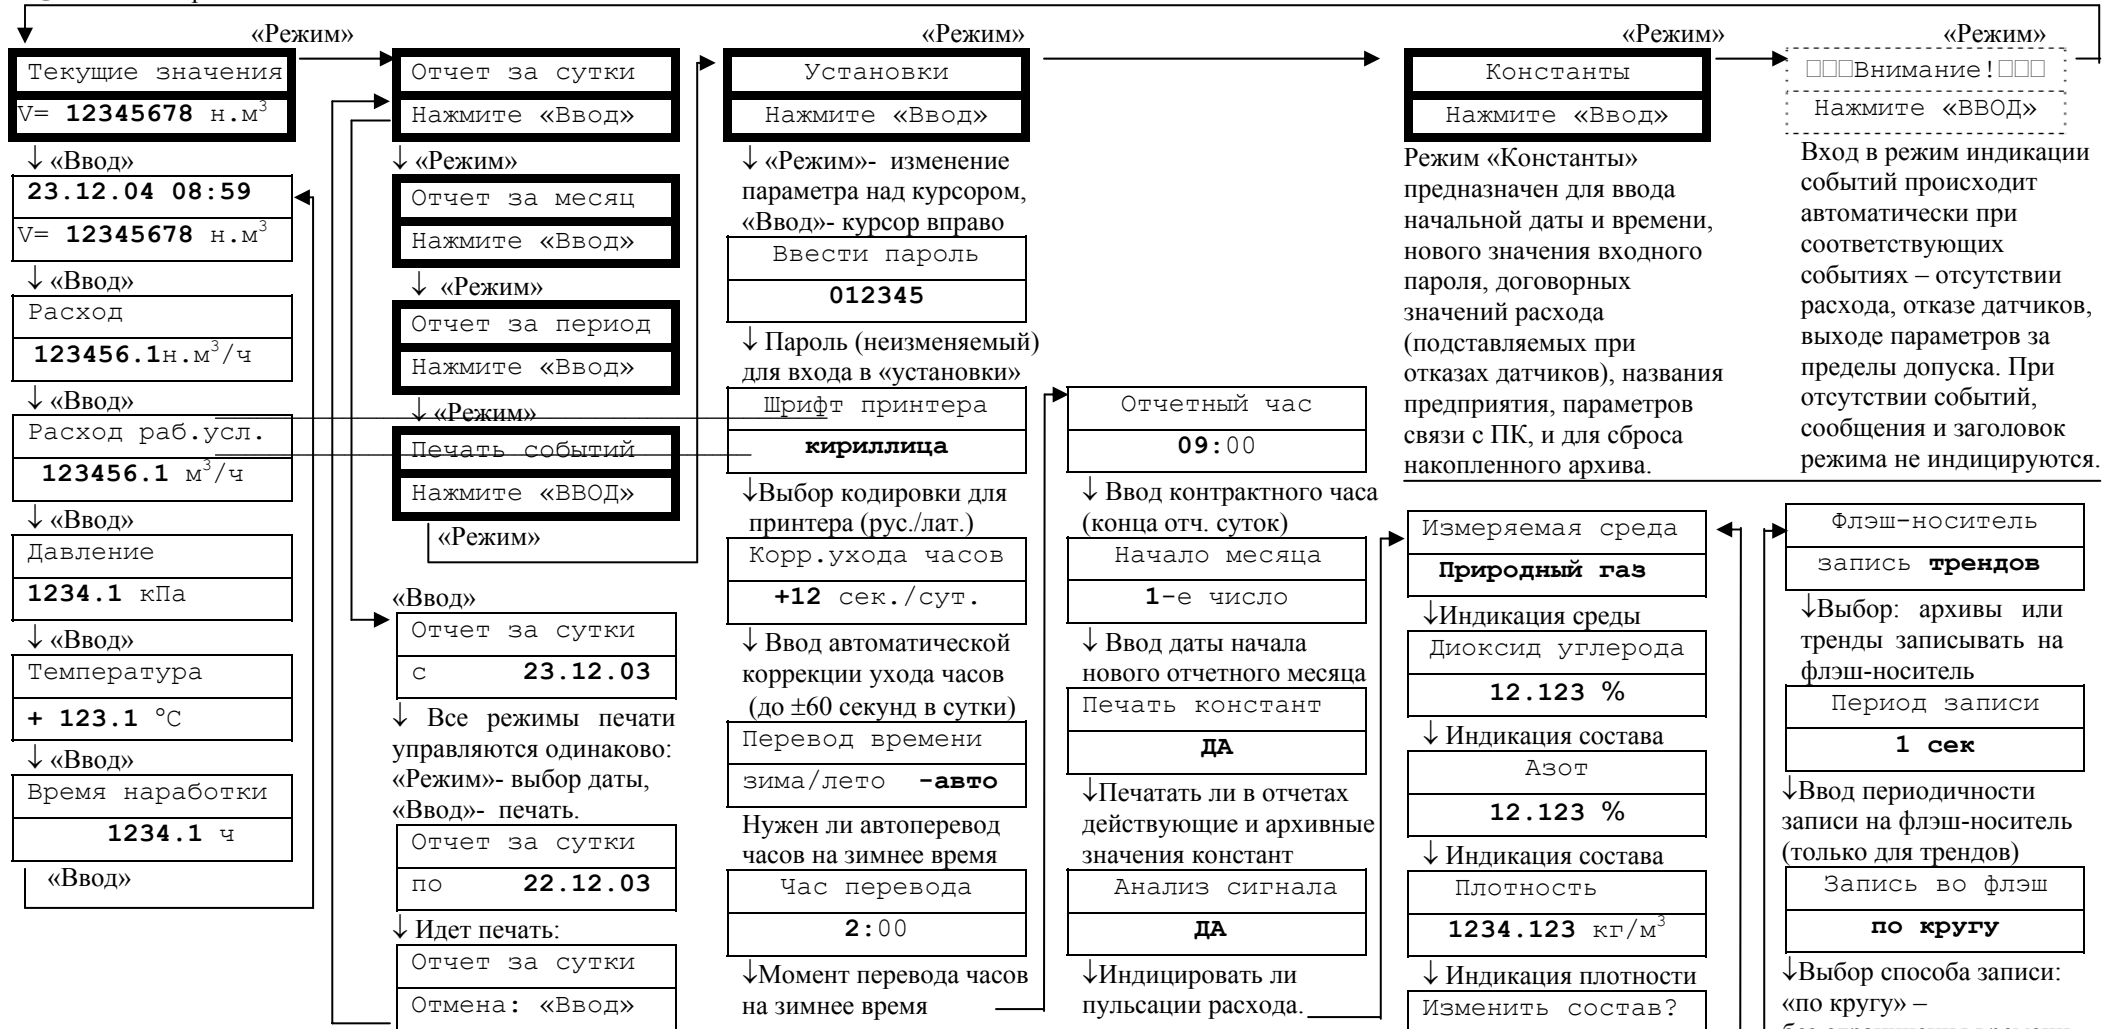 «Режим»
Текущие значения
V= 12345678 н.м³
↓ «Ввод»
23.12.04 08:59
V= 12345678 н.м³
↓ «Ввод»
Расход
123456.1н.м³/ч
↓ «Ввод»
Расход раб.усл.
123456.1 м³/ч
↓ «Ввод»
Давление
1234.1 кПа
↓ «Ввод»
Температура
+ 123.1 °С
↓ «Ввод»
Время наработки
1234.1 ч
«Ввод»
Отчет за сутки
Нажмите «Ввод»
↓ «Режим»
Отчет за месяц
Нажмите «Ввод»
↓ «Режим»
Отчет за период
Нажмите «Ввод»
↓ «Режим»
Печать событий
Нажмите «ВВОД»
«Режим»
«Ввод»
Отчет за сутки
с 23.12.03
↓ Все режимы печати
управляются одинаково:
«Режим»- выбор даты,
«Ввод»- печать.
Отчет за сутки
по 22.12.03
↓ Идет печать:
Отчет за сутки
Отмена: «Ввод»
«Режим»
Установки
Нажмите «Ввод»
↓ «Режим»- изменение
параметра над курсором,
«Ввод»- курсор вправо
Ввести пароль
012345
↓ Пароль (неизменяемый)
для входа в «установки»
Шрифт принтера
кириллица
↓Выбор кодировки для
принтера (рус./лат.)
Корр.ухода часов
+12 сек./сут.
↓ Ввод автоматической
коррекции ухода часов
(до ±60 секунд в сутки)
Перевод времени
зима/лето -авто
Нужен ли автоперевод
часов на зимнее время
Час перевода
2:00
↓Момент перевода часов
на зимнее время
Отчетный час
09:00
↓ Ввод контрактного часа
(конца отч. суток)
Начало месяца
1-е число
↓ Ввод даты начала
нового отчетного месяца
Печать констант
ДА
↓Печатать ли в отчетах
действующие и архивные
значения констант
Анализ сигнала
ДА
↓Индицировать ли
пульсации расхода.
«Режим»
Константы
Нажмите «Ввод»
Режим «Константы»
предназначен для ввода
начальной даты и времени,
нового значения входного
пароля, договорных
значений расхода
(подставляемых при
отказах датчиков), названия
предприятия, параметров
связи с ПК, и для сброса
накопленного архива.
Измеряемая среда
Природный газ
↓Индикация среды
Диоксид углерода
12.123 %
↓ Индикация состава
Азот
12.123 %
↓ Индикация состава
Плотность
1234.123 кг/м³
↓ Индикация плотности
Изменить состав?
«Режим»
□□□Внимание!□□□
Нажмите «ВВОД»
Вход в режим индикации
событий происходит
автоматически при
соответствующих
событиях – отсутствии
расхода, отказе датчиков,
выходе параметров за
пределы допуска. При
отсутствии событий,
сообщения и заголовок
режима не индицируются.
Флэш-носитель
запись трендов
↓Выбор: архивы или
тренды записывать на
флэш-носитель
Период записи
1 сек
↓Ввод периодичности
записи на флэш-носитель
(только для трендов)
Запись во флэш
по кругу
↓Выбор способа записи:
«по кругу» –